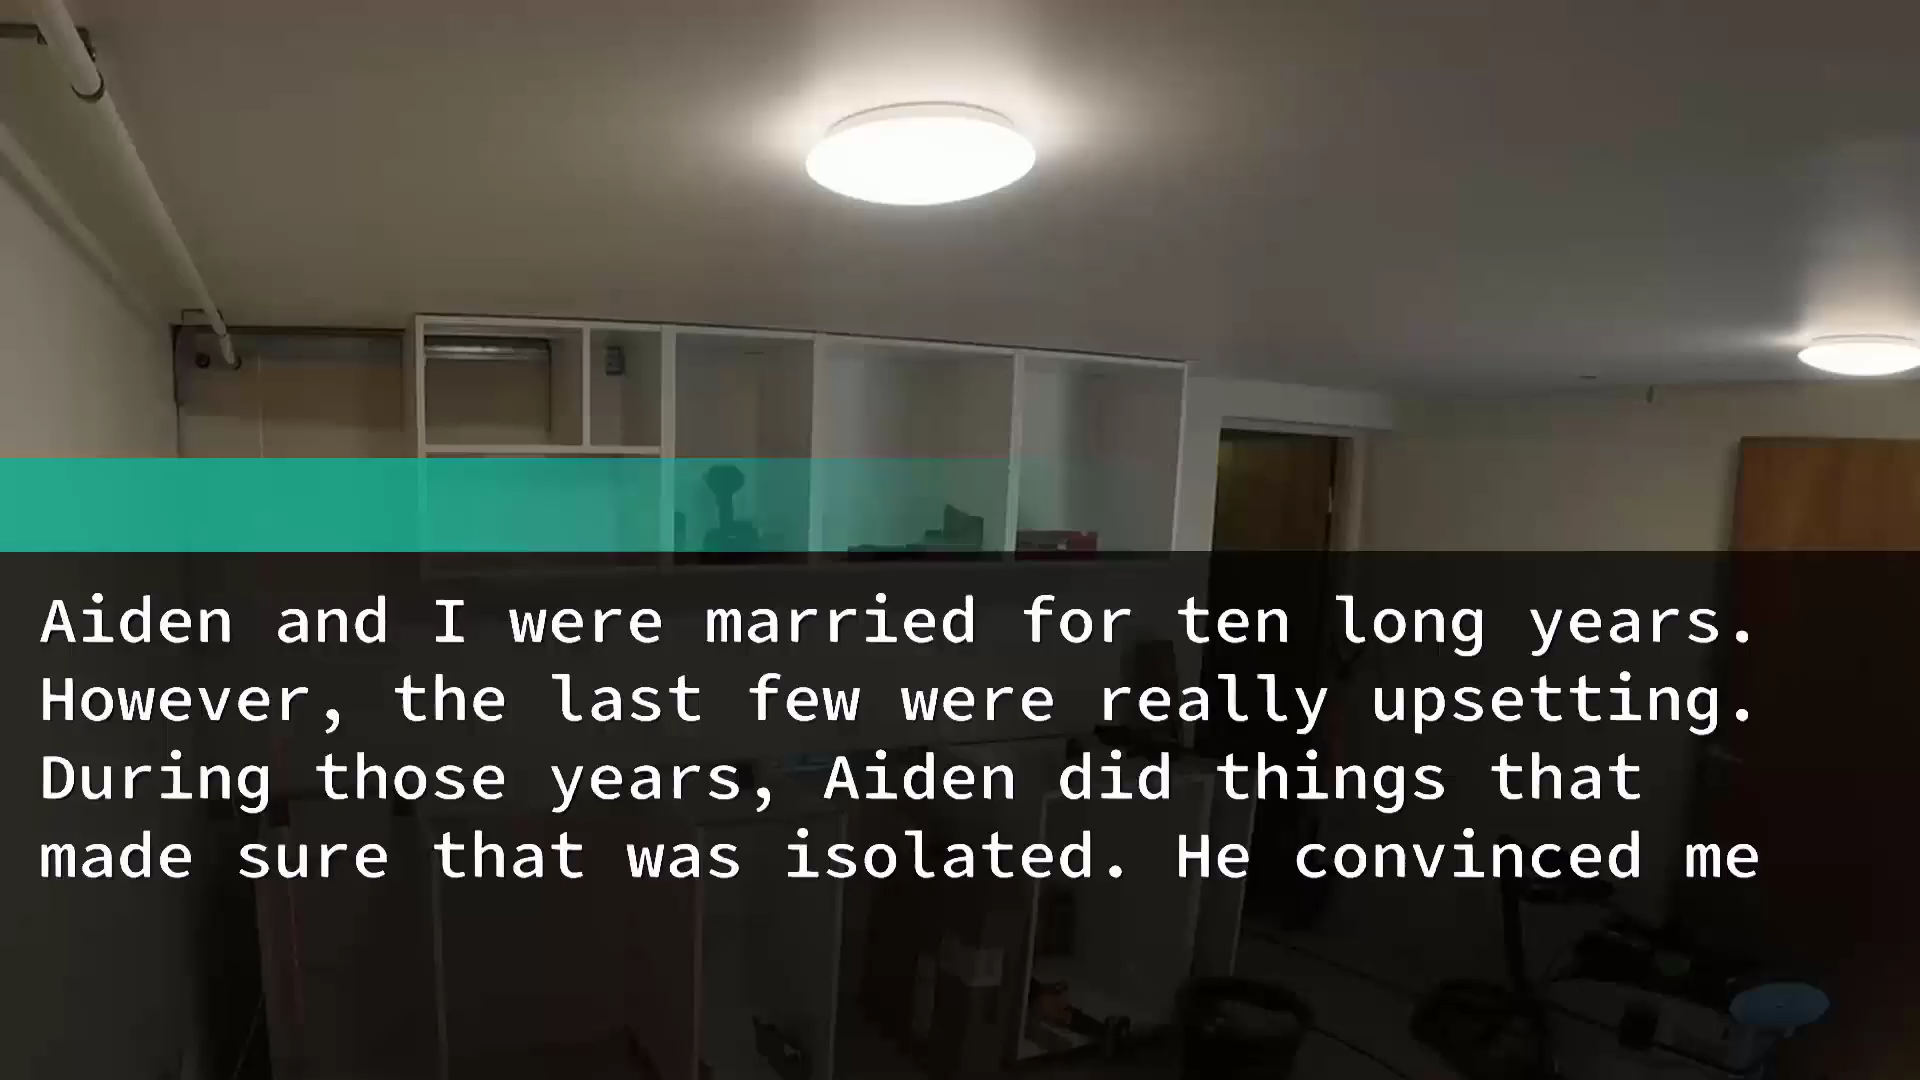 Aiden and I were married for ten long years.
However, the last few were really upsetting.
During those years, Aiden did things that
made sure that was isolated. He convinced me